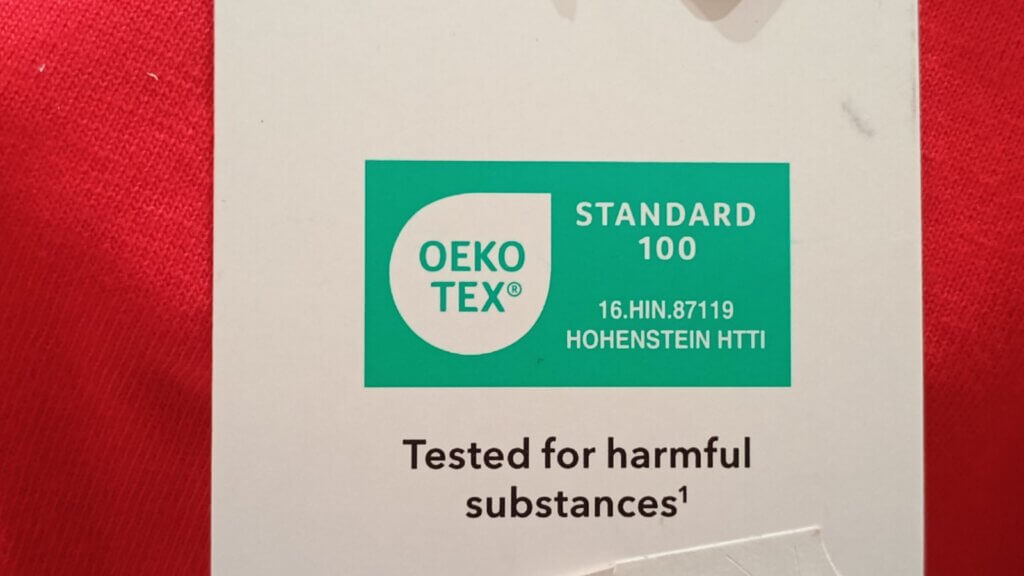 OEKO
TEX®
STANDARD
100
16.HIN.87119
HOHENSTEIN HTTI
Tested for harmful
substances¹